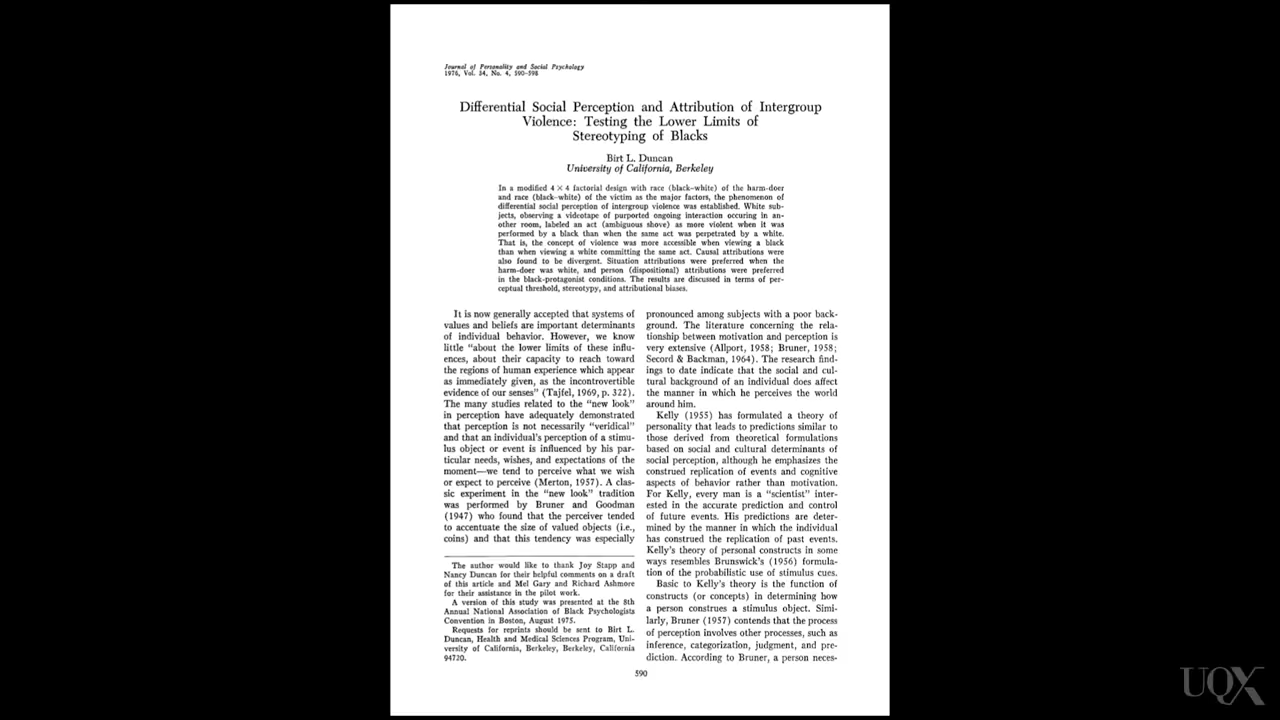 Journal of Personality and Social Psychology
1976, Vol. 34, No. 4, 590-598
Differential Social Perception and Attribution of Intergroup
Violence: Testing the Lower Limits of
Stereotyping of Blacks
Birt L. Duncan
University of California, Berkeley
In a modified 4 × 4 factorial design with race (black-white) of the harm-doer
and race (black-white) of the victim as the major factors, the phenomenon of
differential social perception of intergroup violence was established. White sub-
jects, observing a videotape of purported ongoing interaction occuring in an-
other room, labeled an act (ambiguous shove) as more violent when it was
performed by a black than when the same act was perpetrated by a white.
That is, the concept of violence was more accessible when viewing a black
than when viewing a white committing the same act. Causal attributions were
also found to be divergent. Situation attributions were preferred when the
harm-doer was white, and person (dispositional) attributions were preferred
in the black-protagonist conditions. The results are discussed in terms of per-
ceptual threshold, stereotypy, and attributional biases.
It is now generally accepted that systems of
values and beliefs are important determinants
of individual behavior. However, we know
little "about the lower limits of these influ-
ences, about their capacity to reach toward
the regions of human experience which appear
as immediately given, as the incontrovertible
evidence of our senses" (Tajfel, 1969, p. 322).
The many studies related to the "new look"
in perception have adequately demonstrated
that perception is not necessarily "veridical"
and that an individual's perception of a stimu-
lus object or event is influenced by his par-
ticular needs, wishes, and expectations of the
moment—we tend to perceive what we wish
or expect to perceive (Merton, 1957). A clas-
sic experiment in the "new look" tradition
was performed by Bruner and Goodman
(1947) who found that the perceiver tended
to accentuate the size of valued objects (i.e.,
coins) and that this tendency was especially
The author would like to thank Joy Stapp and
Nancy Duncan for their helpful comments on a draft
of this article and Mel Gary and Richard Ashmore
for their assistance in the pilot work.
A version of this study was presented at the 8th
Annual National Association of Black Psychologists
Convention in Boston, August 1975.
Requests for reprints should be sent to Birt L.
Duncan, Health and Medical Sciences Program, Uni-
versity of California, Berkeley, Berkeley, California
94720.
pronounced among subjects with a poor back-
ground. The literature concerning the rela-
tionship between motivation and perception is
very extensive (Allport, 1958; Bruner, 1958;
Secord & Backman, 1964). The research find-
ings to date indicate that the social and cul-
tural background of an individual does affect
the manner in which he perceives the world
around him.
Kelly (1955) has formulated a theory of
personality that leads to predictions similar to
those derived from theoretical formulations
based on social and cultural determinants of
social perception, although he emphasizes the
construed replication of events and cognitive
aspects of behavior rather than motivation.
For Kelly, every man is a "scientist" inter-
ested in the accurate prediction and control
of future events. His predictions are deter-
mined by the manner in which the individual
has construed the replication of past events.
Kelly's theory of personal constructs in some
ways resembles Brunswick's (1956) formula-
tion of the probabilistic use of stimulus cues.
Basic to Kelly's theory is the function of
constructs (or concepts) in determining how
a person construes a stimulus object. Simi-
larly, Bruner (1957) contends that the process
of perception involves other processes, such as
inference, categorization, judgment, and pre-
diction. According to Bruner, a person neces-
590
UQX